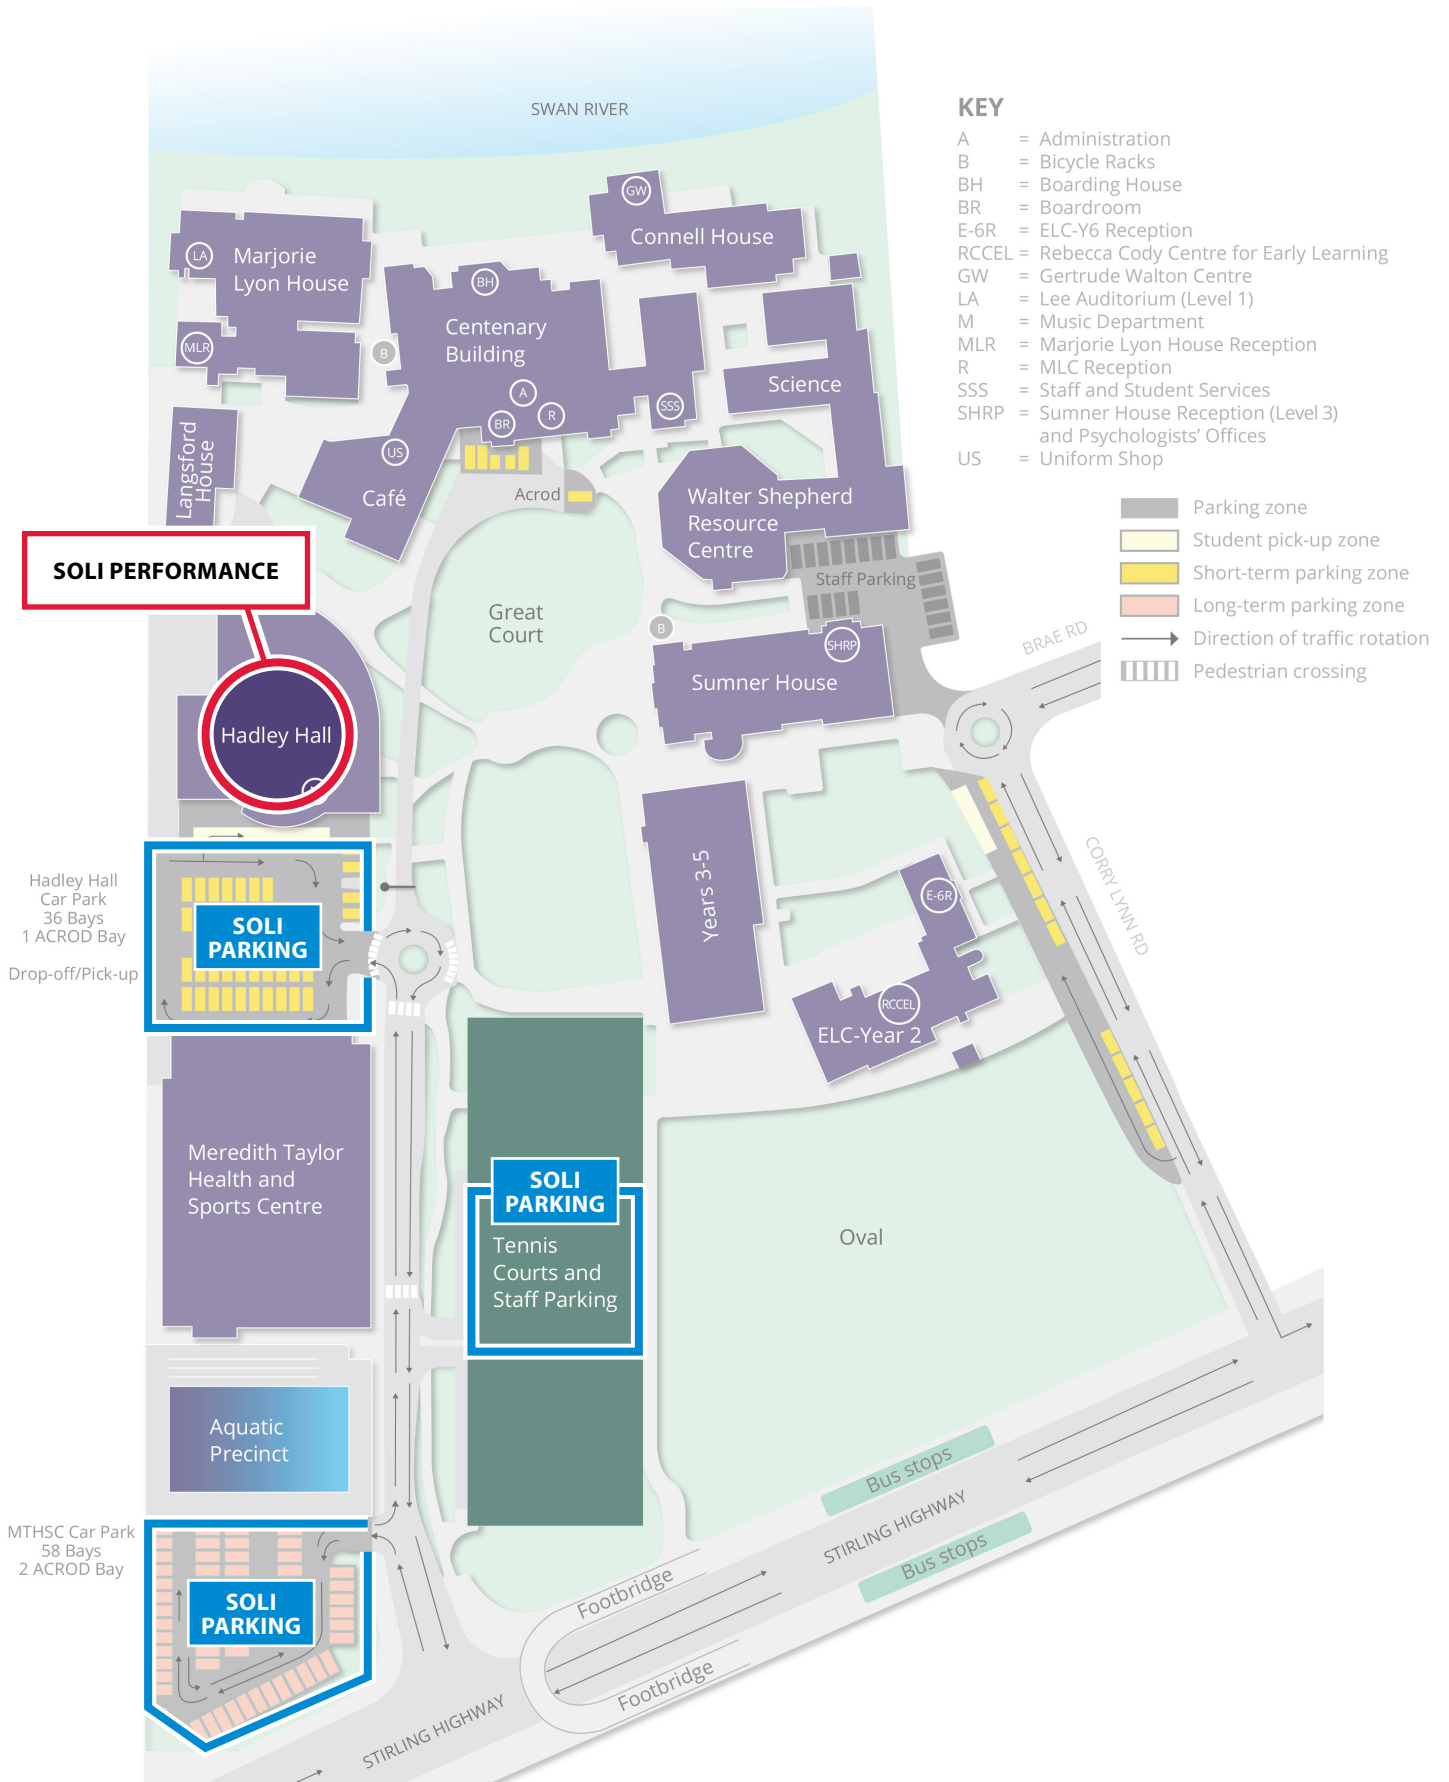 SWAN RIVER
KEY
A = Administration
B = Bicycle Racks
BH = Boarding House
BR = Boardroom
E-6R = ELC-Y6 Reception
RCCEL = Rebecca Cody Centre for Early Learning
GW = Gertrude Walton Centre
LA = Lee Auditorium (Level 1)
M = Music Department
MLR = Marjorie Lyon House Reception
R = MLC Reception
SSS = Staff and Student Services
SHRP = Sumner House Reception (Level 3)
and Psychologists’ Offices
US = Uniform Shop
Parking zone
Student pick-up zone
Short-term parking zone
Long-term parking zone
Direction of traffic rotation
Pedestrian crossing
GW
Connell House
LA
Marjorie
Lyon House
MLR
BH
Centenary
Building
B
A
R
BR
SSS
Science
US
Café
Langsford
House
Acrod
Walter Shepherd
Resource
Centre
Staff Parking
SOLI PERFORMANCE
Great
Court
B
SHRP
Sumner House
BRAE RD
Hadley Hall
Years 3-5
E-6R
CORRY LYNN RD
Hadley Hall
Car Park
36 Bays
1 ACROD Bay
Drop-off/Pick-up
SOLI
PARKING
RCCEL
ELC-Year 2
Meredith Taylor
Health and
Sports Centre
SOLI
PARKING
Tennis
Courts and
Staff Parking
Oval
Aquatic
Precinct
Bus stops
STIRLING HIGHWAY
Bus stops
MTHSC Car Park
58 Bays
2 ACROD Bay
SOLI
PARKING
Footbridge
Footbridge
STIRLING HIGHWAY